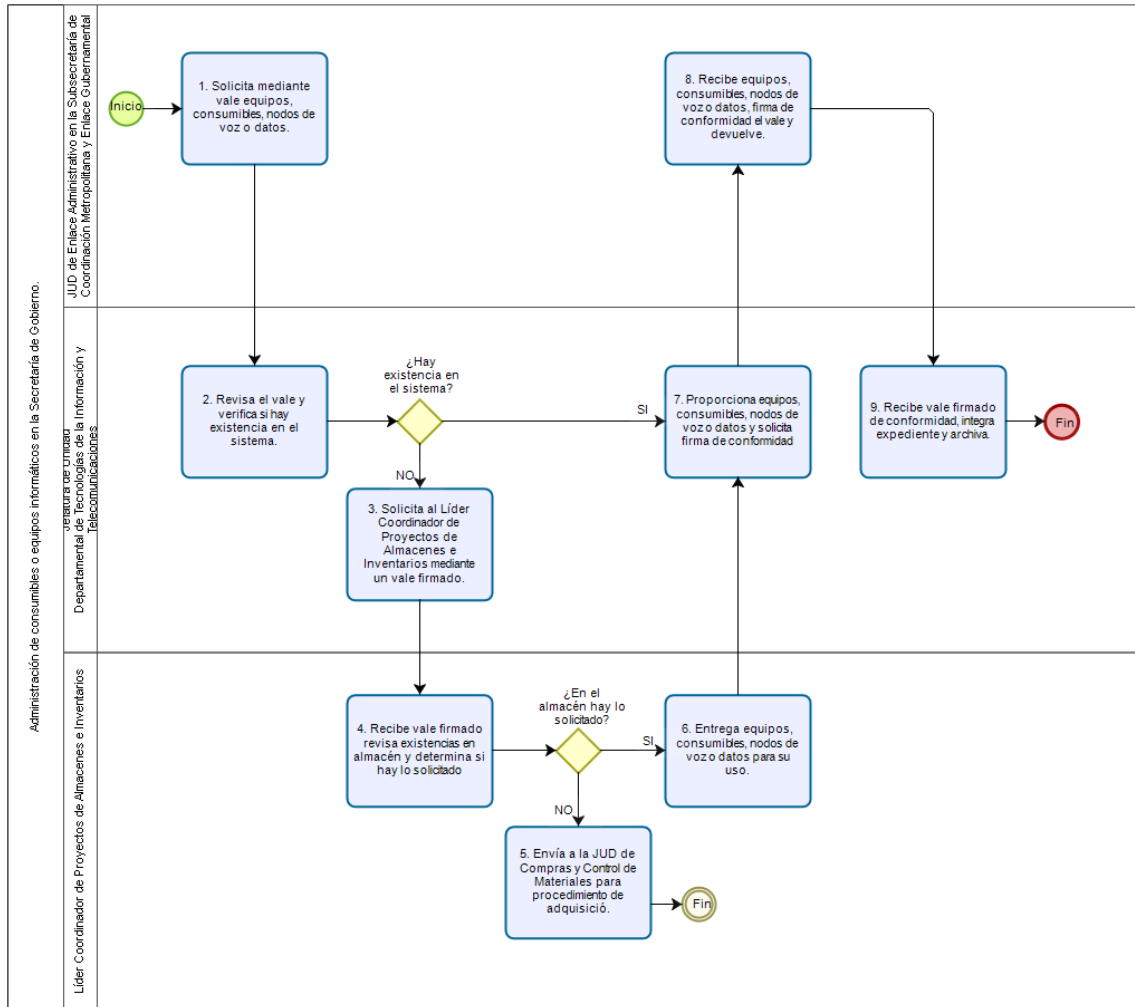 Administración de consumibles o equipos informáticos en la Secretaría de Gobierno.
JUD de Enlace Administrativo en la Subsecretaría de
Coordinación Metropolitana y Enlace Gubernamental
Inicio
1. Solicita mediante
vale equipos,
consumibles, nodos de
voz o datos.
8. Recibe equipos,
consumibles, nodos de
voz o datos, firma de
conformidad el vale y
devuelve.
Jefatura de Unidad
Departamental de Tecnologías de la Información y
Telecomunicaciones
2. Revisa el vale y
verifica si hay
existencia en el
sistema.
¿Hay
existencia en
el sistema?
SI
NO
7. Proporciona equipos,
consumibles, nodos de
voz o datos y solicita
firma de conformidad
9. Recibe vale firmado
de conformidad, integra
expediente y archiva.
Fin
3. Solicita al Líder
Coordinador de
Proyectos de
Almacenes e
Inventarios mediante
un vale firmado.
Líder Coordinador de Proyectos de Almacenes e Inventarios
4. Recibe vale firmado
revisa existencias en
almacén y determina si
hay lo solicitado
¿En el
almacén hay lo
solicitado?
SI
NO
6. Entrega equipos,
consumibles, nodos de
voz o datos para su
uso.
5. Envía a la JUD de
Compras y Control de
Materiales para
procedimiento de
adquisició.
Fin